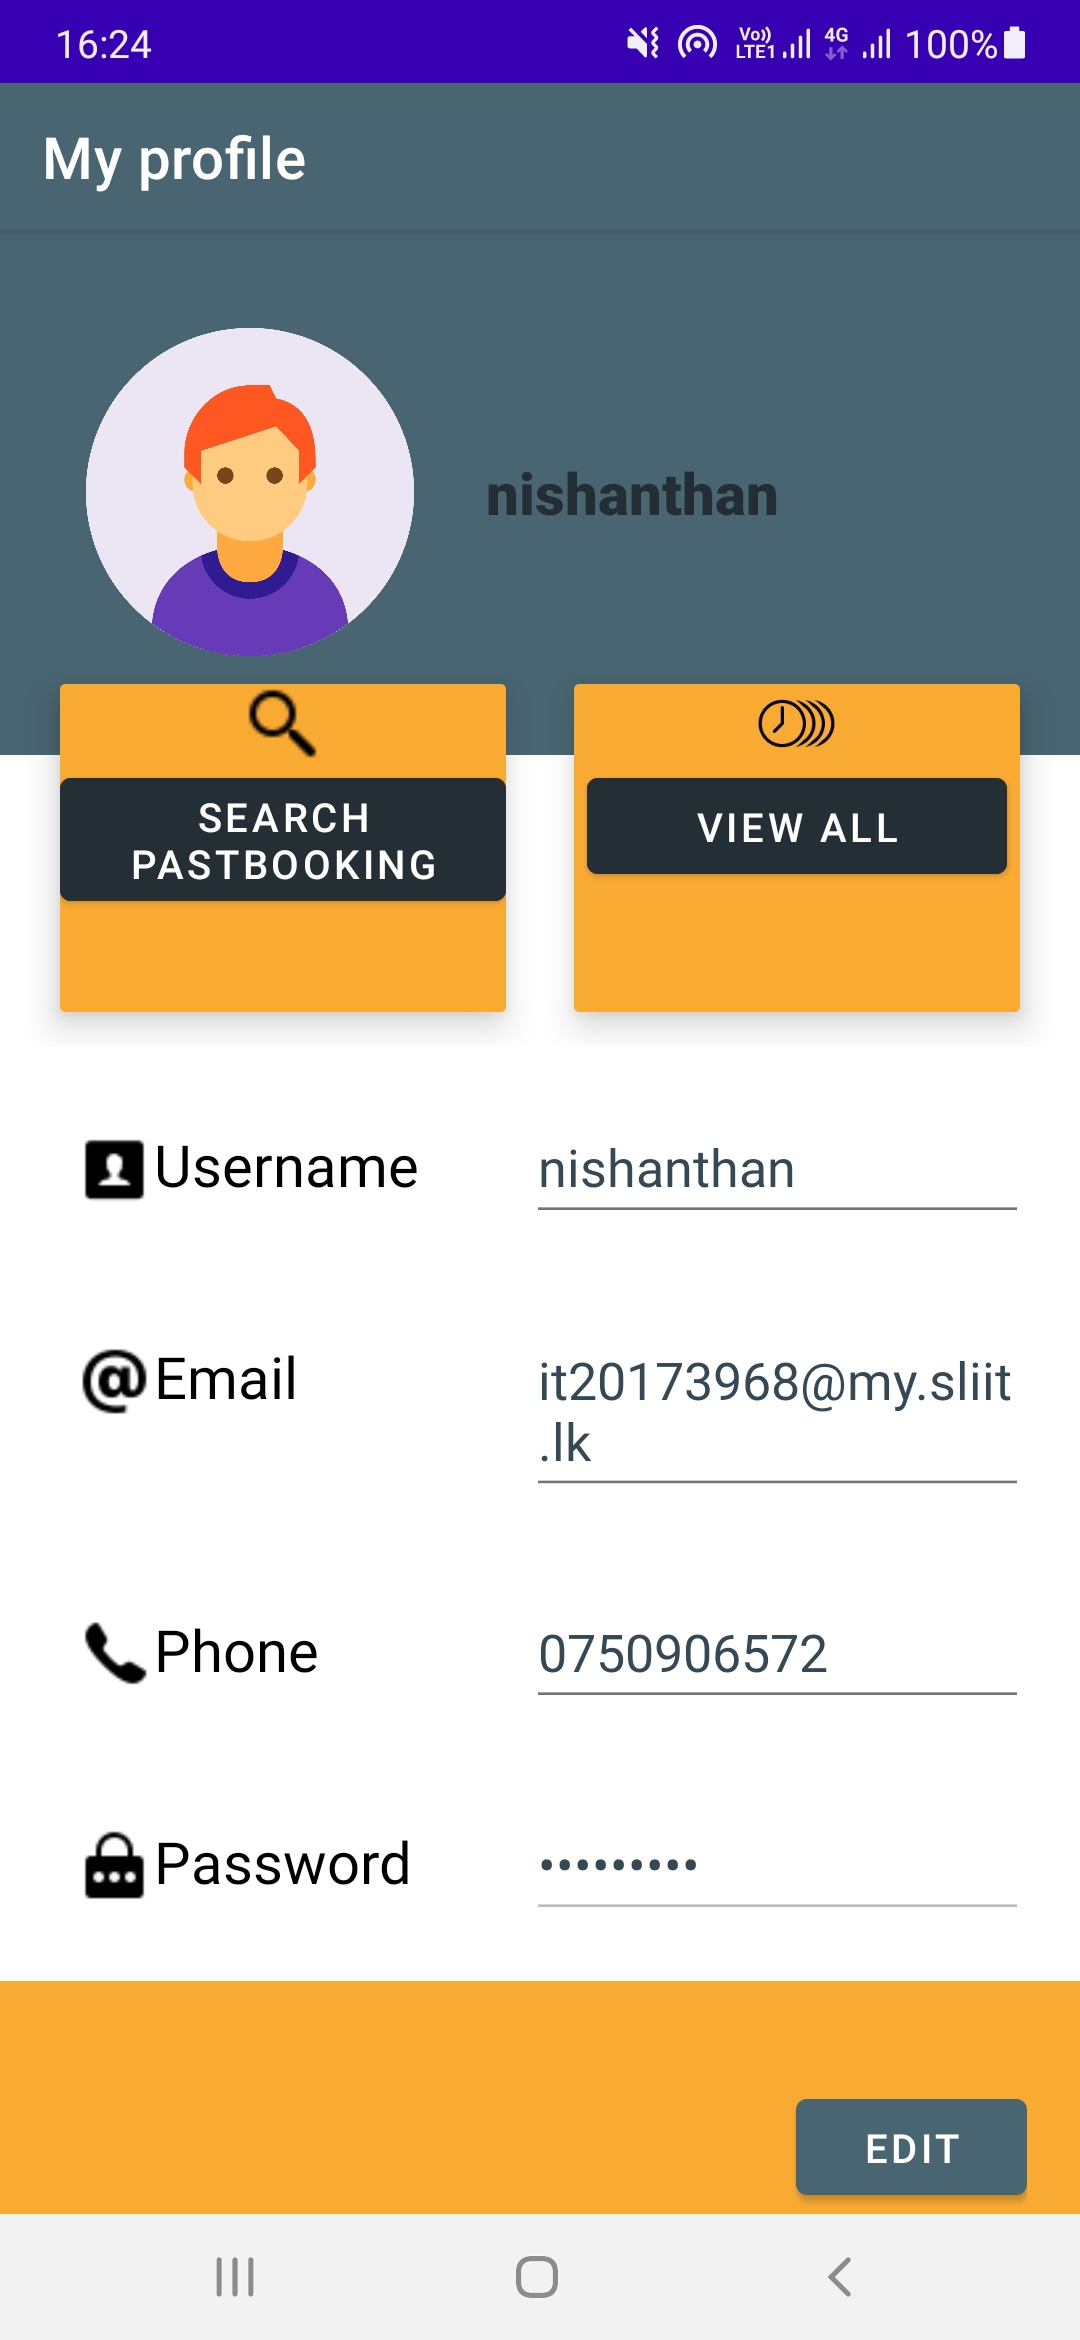 16:24 Vo)) LTE1 4G 100%
My profile
nishanthan
SEARCH
PASTBOOKING
VIEW ALL
Username nishanthan
Email it20173968@my.sliit
.lk
Phone 0750906572
Password •••••••••
EDIT